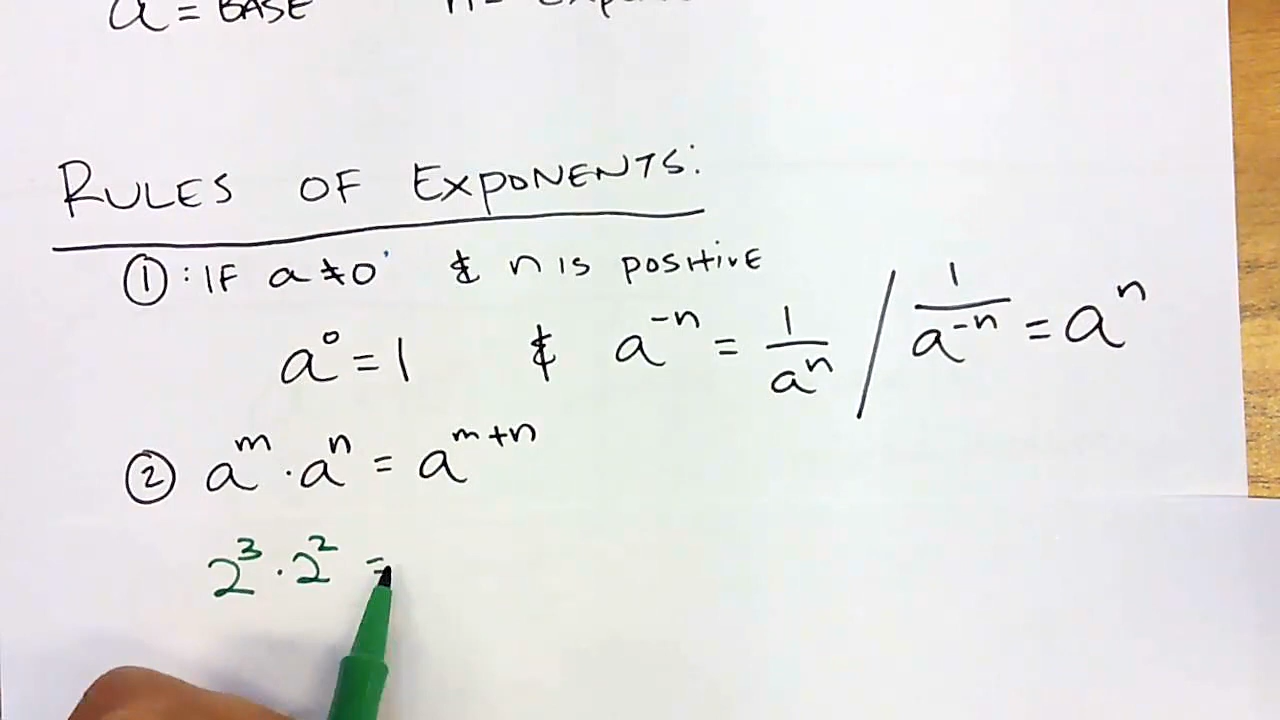 a = BASE n =
RULES OF EXPONENTS:
①: IF a ≠ 0 & n is positive
a⁰ = 1 & a⁻ⁿ = 1/aⁿ / 1/a⁻ⁿ = aⁿ
② aᵐ · aⁿ = aᵐ⁺ⁿ
2³ · 2² =